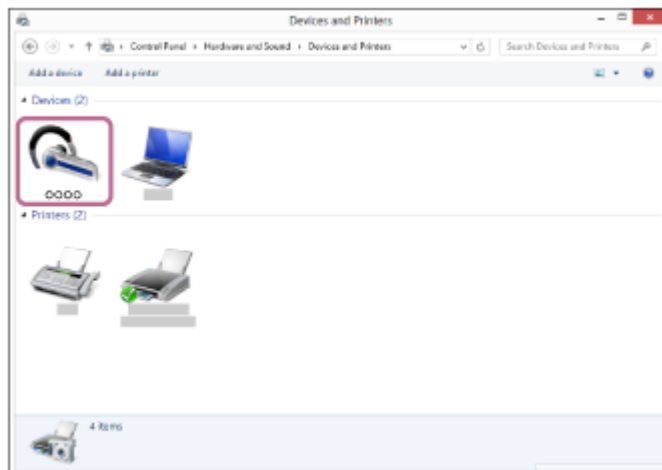 Devices and Printers
Control Panel › Hardware and Sound › Devices and Printers
Search Devices and Printers
Add a device Add a printer
Devices (2)
oooo
Printers (2)
4 items